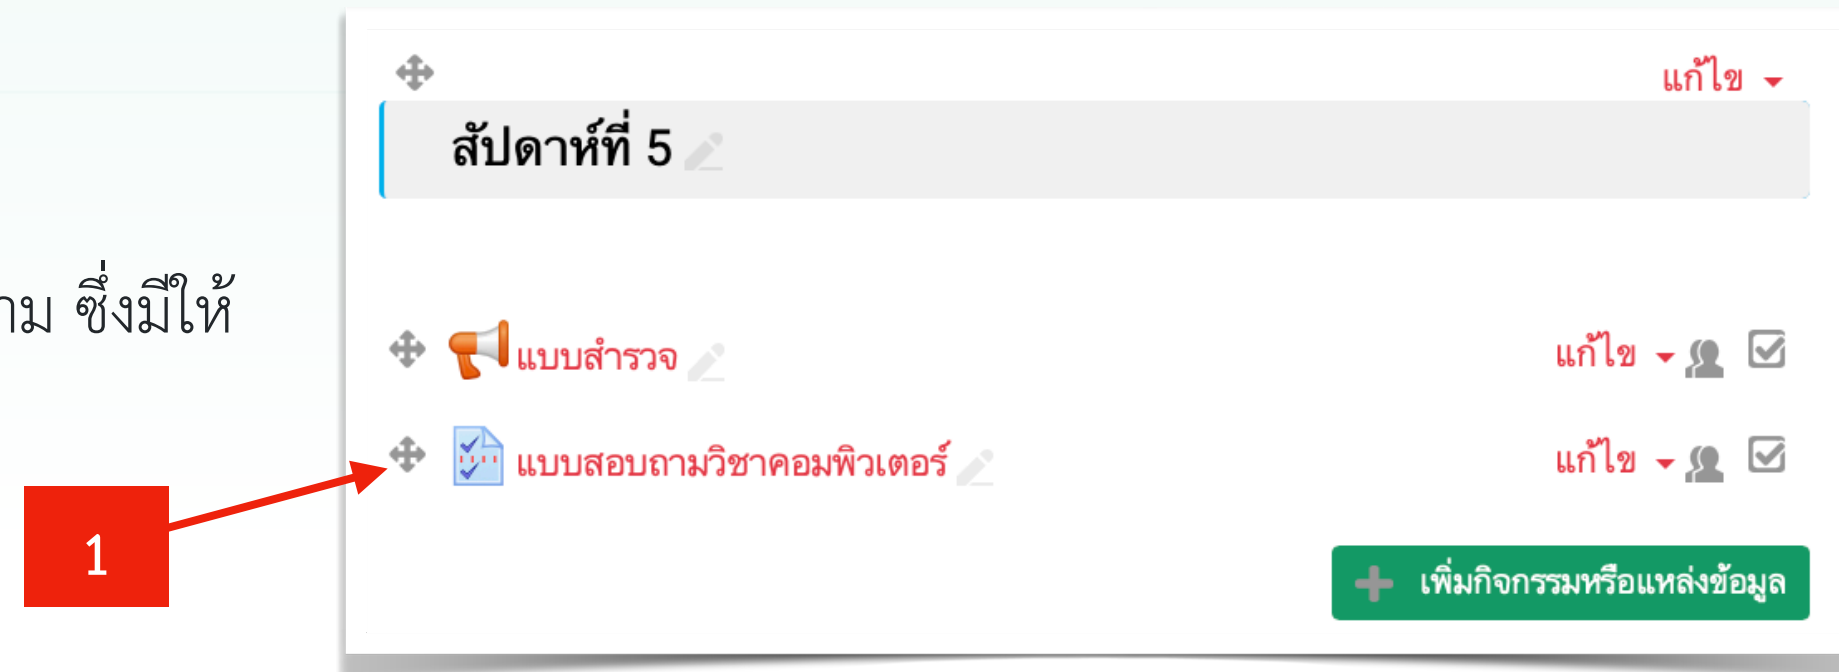 แก้ไข
สัปดาห์ที่ 5
ซึ่งมีให้
แบบสำรวจ
แก้ไข
แบบสอบถามวิชาคอมพิวเตอร์
แก้ไข
1
เพิ่มกิจกรรมหรือแหล่งข้อมูล